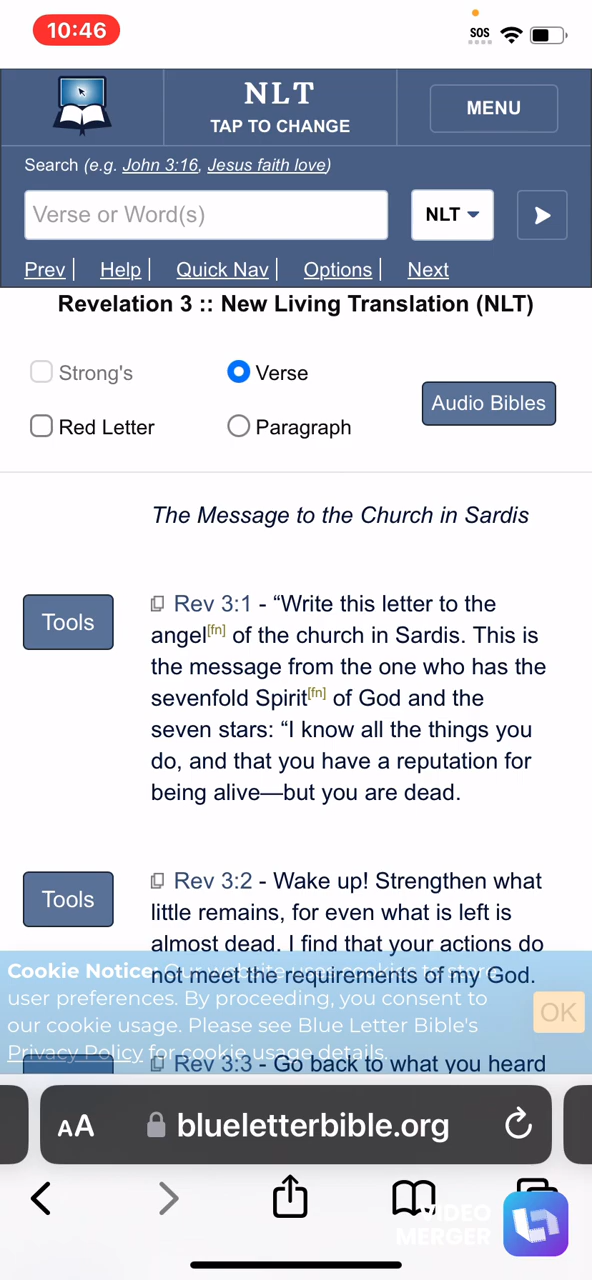 10:46
SOS
NLT
TAP TO CHANGE
MENU
Search (e.g. John 3:16, Jesus faith love)
Verse or Word(s)
NLT
Prev | Help | Quick Nav | Options | Next
Revelation 3 :: New Living Translation (NLT)
Strong's
Verse
Audio Bibles
Red Letter
Paragraph
The Message to the Church in Sardis
Tools
Rev 3:1 - “Write this letter to the
angel[fn] of the church in Sardis. This is
the message from the one who has the
sevenfold Spirit[fn] of God and the
seven stars: “I know all the things you
do, and that you have a reputation for
being alive—but you are dead.
Tools
Rev 3:2 - Wake up! Strengthen what
little remains, for even what is left is
almost dead. I find that your actions do
not meet the requirements of my God.
Cookie Notice: Our website uses cookies to store
user preferences. By proceeding, you consent to
our cookie usage. Please see Blue Letter Bible's
Privacy Policy for cookie usage details.
OK
Rev 3:3 - Go back to what you heard
AA
blueletterbible.org
VIDEO
MERGER